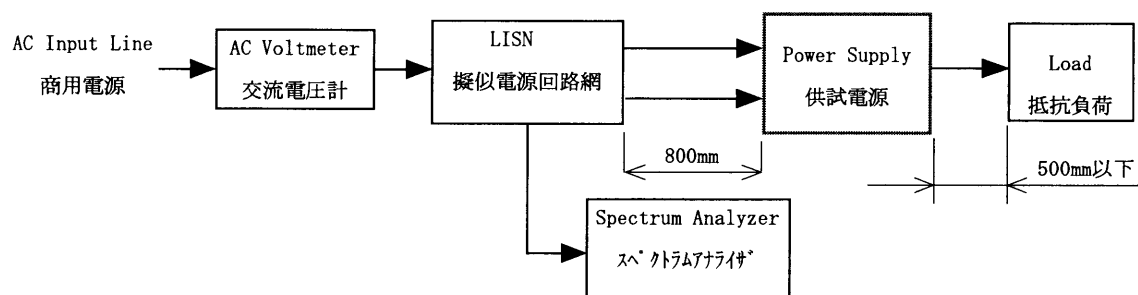 AC Input Line
商用電源
AC Voltmeter
交流電圧計
LISN
擬似電源回路網
Power Supply
供試電源
Load
抵抗負荷
800mm
500mm以下
Spectrum Analyzer
ｽﾍﾟｸﾄﾗﾑｱﾅﾗｲｻﾞ